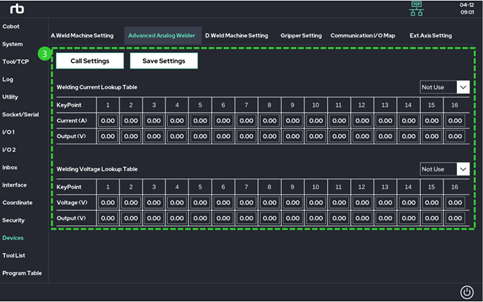 rb
TCP
04-12
09:01
Cobot
System
Tool/TCP
Log
Utility
Socket/Serial
I/O 1
I/O 2
Inbox
Interface
Coordinate
Security
Devices
Tool List
Program Table
A.Weld Machine Setting Advanced Analog Welder D.Weld Machine Setting Gripper Setting Communication I/O Map Ext.Axis Setting
3
Call Settings Save Settings
Welding Current Lookup Table Not Use
KeyPoint 1 2 3 4 5 6 7 8 9 10 11 12 13 14 15 16
Current (A) 0.00 0.00 0.00 0.00 0.00 0.00 0.00 0.00 0.00 0.00 0.00 0.00 0.00 0.00 0.00 0.00
Output (V) 0.00 0.00 0.00 0.00 0.00 0.00 0.00 0.00 0.00 0.00 0.00 0.00 0.00 0.00 0.00 0.00
Welding Voltage Lookup Table Not Use
KeyPoint 1 2 3 4 5 6 7 8 9 10 11 12 13 14 15 16
Voltage (V) 0.00 0.00 0.00 0.00 0.00 0.00 0.00 0.00 0.00 0.00 0.00 0.00 0.00 0.00 0.00 0.00
Output (V) 0.00 0.00 0.00 0.00 0.00 0.00 0.00 0.00 0.00 0.00 0.00 0.00 0.00 0.00 0.00 0.00